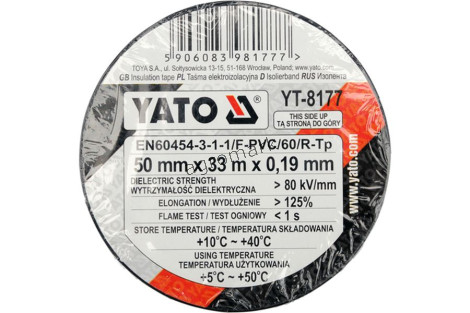 5 906083 981777 >
TOYA S.A., ul. Sołtysowicka 13-15, 51-168 Wrocław, Poland; www.yato.com
GB Insulation tape PL Taśma elektroizolacyjna D Isolierband RUS Изолента
YATO YT-8177
THIS SIDE UP
TĄ STRONĄ DO GÓRY
EN60454-3-1-1/F-PVC/60/R-Tp
50 mm x 33 m x 0,19 mm
DIELECTRIC STRENGTH
WYTRZYMAŁOŚĆ DIELEKTRYCZNA > 80 kV/mm
ELONGATION / WYDŁUŻENIE > 125%
FLAME TEST / TEST OGNIOWY < 1 s
STORE TEMPERATURE / TEMPERATURA SKŁADOWANIA
+10°C ~ +40°C
USING TEMPERATURE
TEMPERATURA UŻYTKOWANIA
-5°C ~ +50°C
www.yato.com